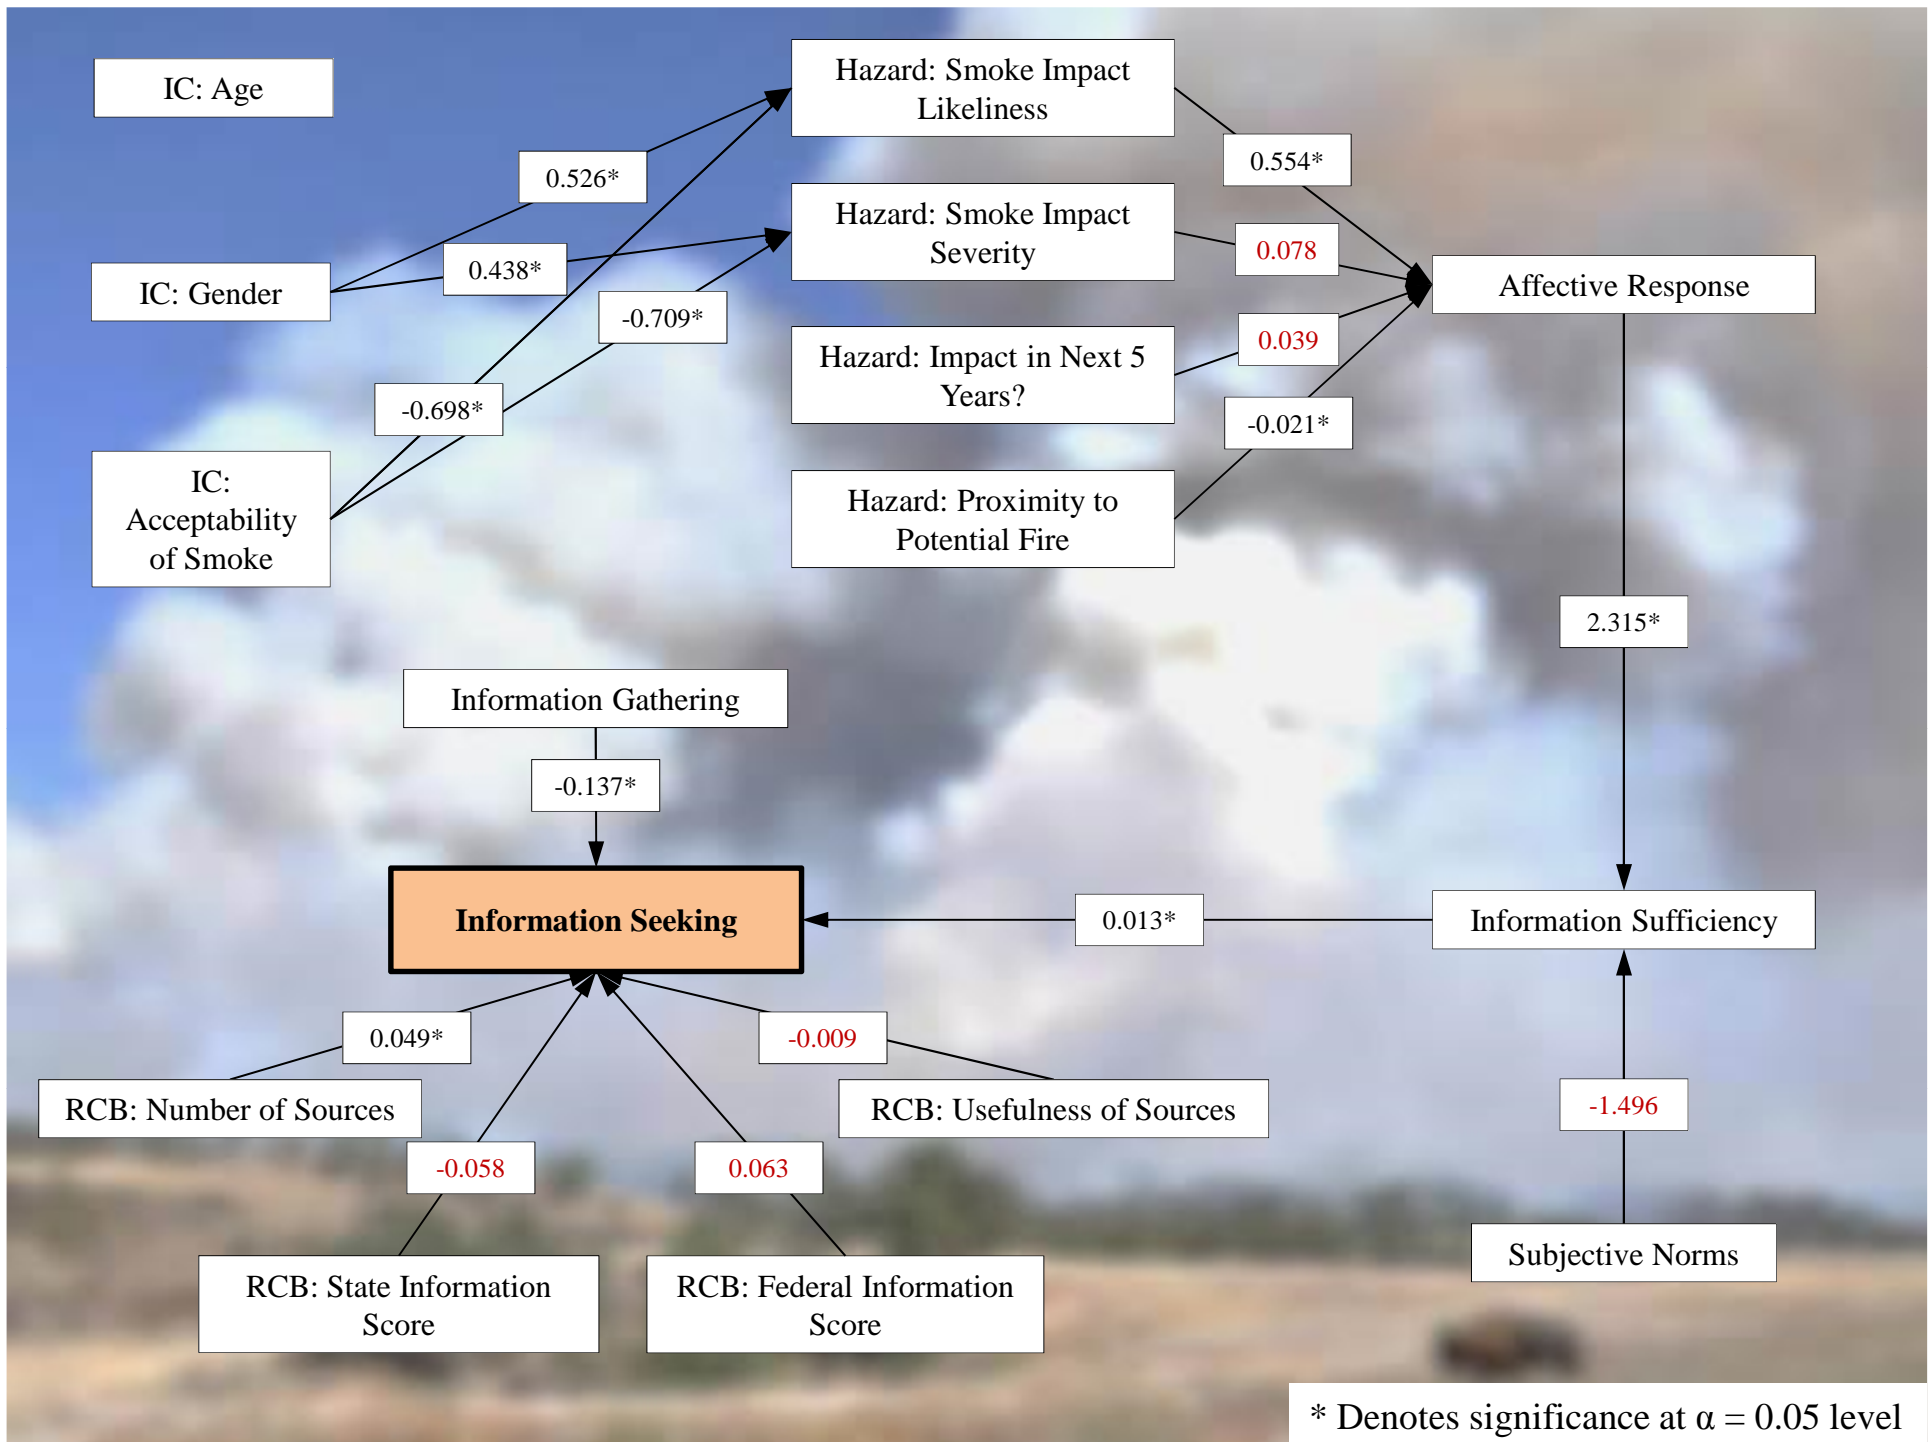 IC: Age
Hazard: Smoke Impact
Likeliness
0.526*
0.554*
Hazard: Smoke Impact
Severity
0.438*
0.078
IC: Gender
Affective Response
-0.709*
0.039
Hazard: Impact in Next 5
Years?
-0.698*
-0.021*
IC:
Acceptability
of Smoke
Hazard: Proximity to
Potential Fire
2.315*
Information Gathering
-0.137*
Information Seeking
0.013*
Information Sufficiency
0.049*
-0.009
RCB: Number of Sources
RCB: Usefulness of Sources
-1.496
-0.058
0.063
Subjective Norms
RCB: State Information
Score
RCB: Federal Information
Score
* Denotes significance at α = 0.05 level